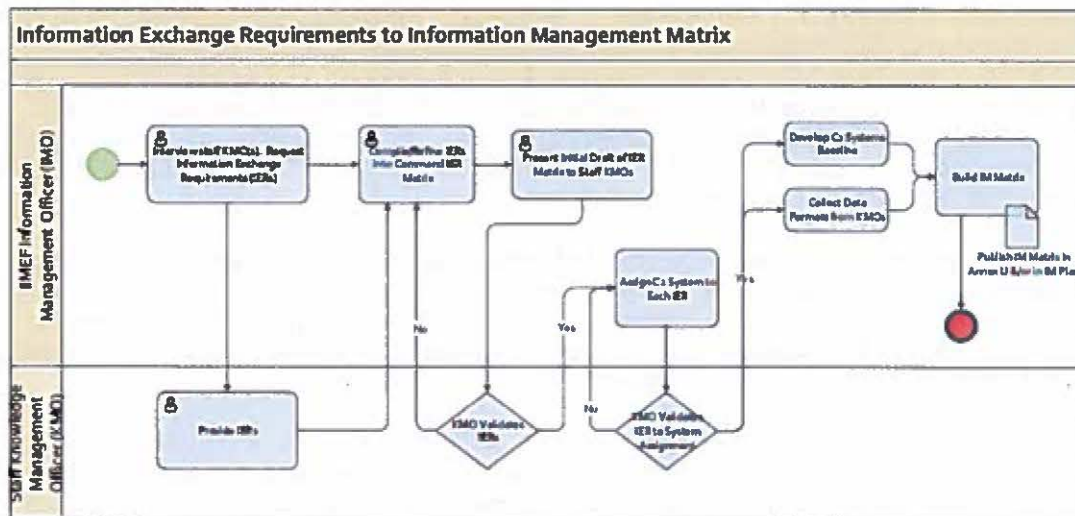 Information Exchange Requirements to Information Management Matrix
IIMEF Information
Management Officer (IMO)
Interview staff KMO(s). Request
Information Exchange
Requirements (IERs)
Compile/Refine IERs
into Command IER
Matrix
Present Initial Draft of IER
Matrix to Staff KMOs
Develop C2 Systems
Baseline
Collect Data
Formats from KMOs
Build IM Matrix
Publish IM Matrix in
Annex U &/or in IM Plan
Assign C2 System to
Each IER
No
Yes
Yes
No
Staff Knowledge
Management
Officer (KMO)
Provide IERs
KMO Validates
IERs
KMO Validates
IER to System
Assignment